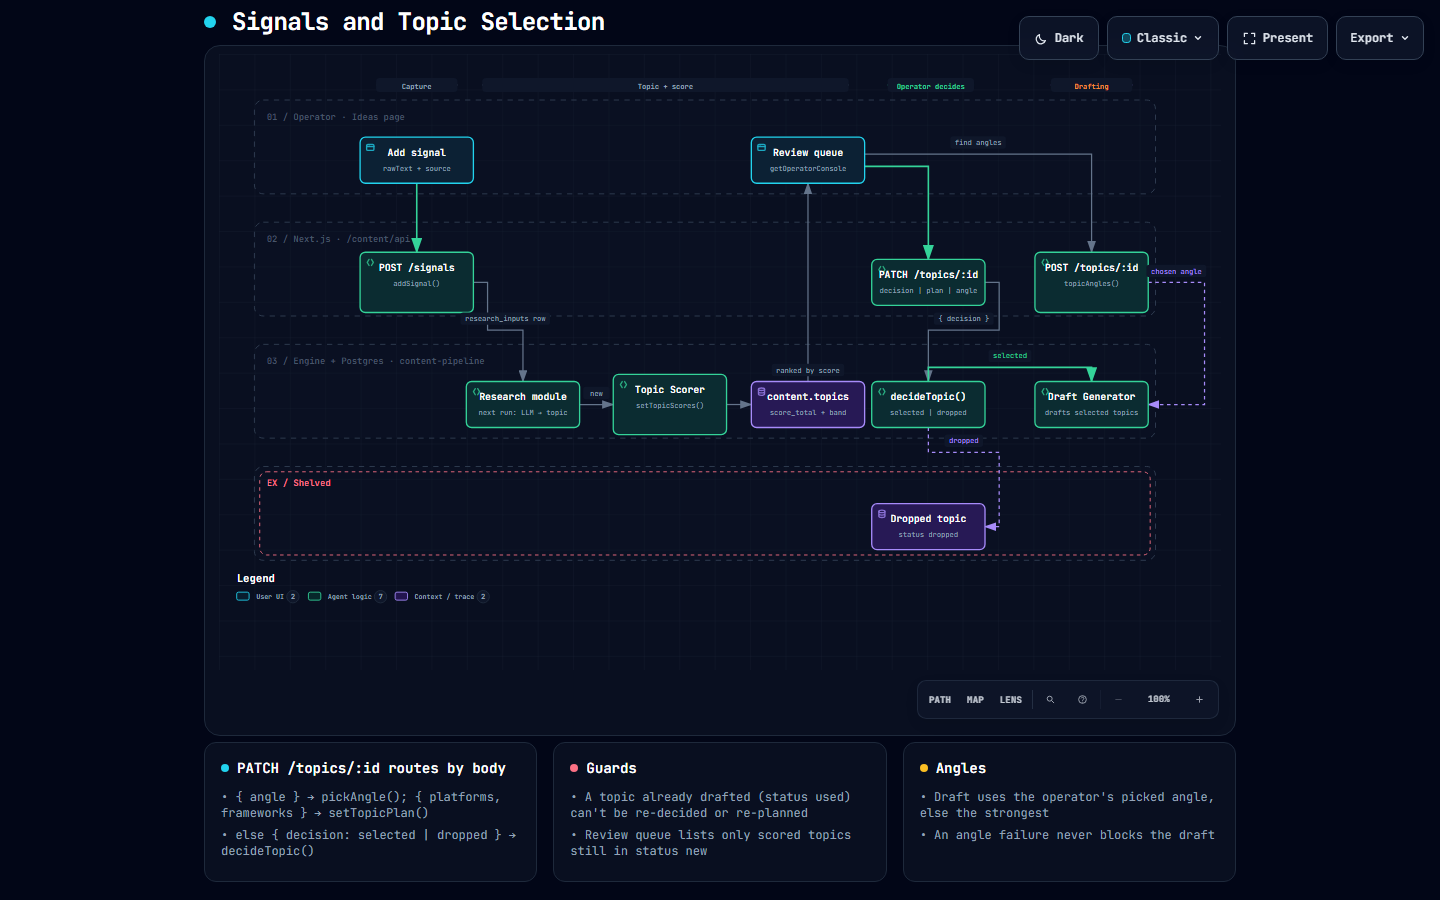 Signals and Topic Selection
Dark
Classic
Present
Export
Capture
Topic + score
Operator decides
Drafting
01 / Operator · Ideas page
Add signal
rawText + source
Review queue
getOperatorConsole
find angles
02 / Next.js · /content/api
POST /signals
addSignal()
PATCH /topics/:id
decision | plan | angle
POST /topics/:id
topicAngles()
chosen angle
research_inputs row
{ decision }
03 / Engine + Postgres · content-pipeline
selected
ranked by score
Research module
next run: LLM → topic
new
Topic Scorer
setTopicScores()
content.topics
score_total + band
decideTopic()
selected | dropped
Draft Generator
drafts selected topics
dropped
EX / Shelved
Dropped topic
status dropped
Legend
User UI 2
Agent logic 7
Context / trace 2
PATH MAP LENS
100%
PATCH /topics/:id routes by body
• { angle } → pickAngle(); { platforms,
frameworks } → setTopicPlan()
• else { decision: selected | dropped } →
decideTopic()
Guards
• A topic already drafted (status used)
can't be re-decided or re-planned
• Review queue lists only scored topics
still in status new
Angles
• Draft uses the operator's picked angle,
else the strongest
• An angle failure never blocks the draft